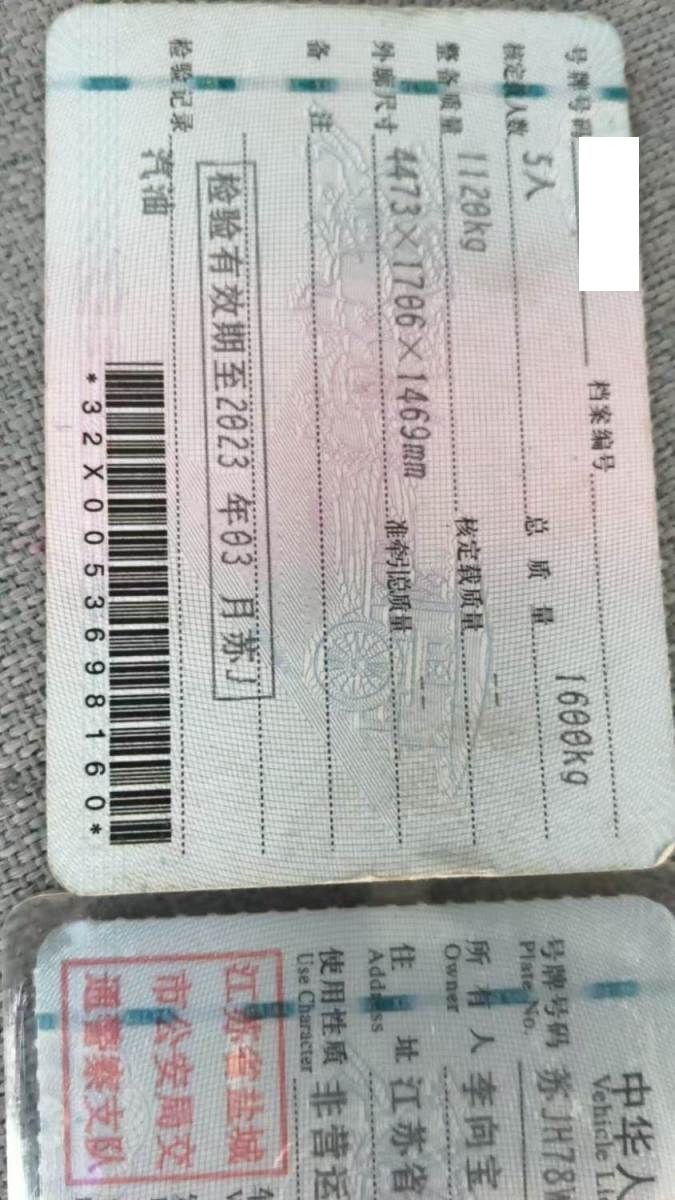 号牌号码 档案编号
核定载人数 5人 总质量 1600kg
整备质量 1120kg 核定载质量 --
外廓尺寸 4473×1706×1469mm 准牵引总质量 --
备注
检验有效期至2023年03月苏J
检验记录
汽油
*32X0053698160*
中华人
Vehicle Li
号牌号码 苏JH78
Plate No.
所有人 李向宝
Owner
住址 江苏省
Address
使用性质 非营运
Use Character
江苏省盐城
市公安局交
通警察支队